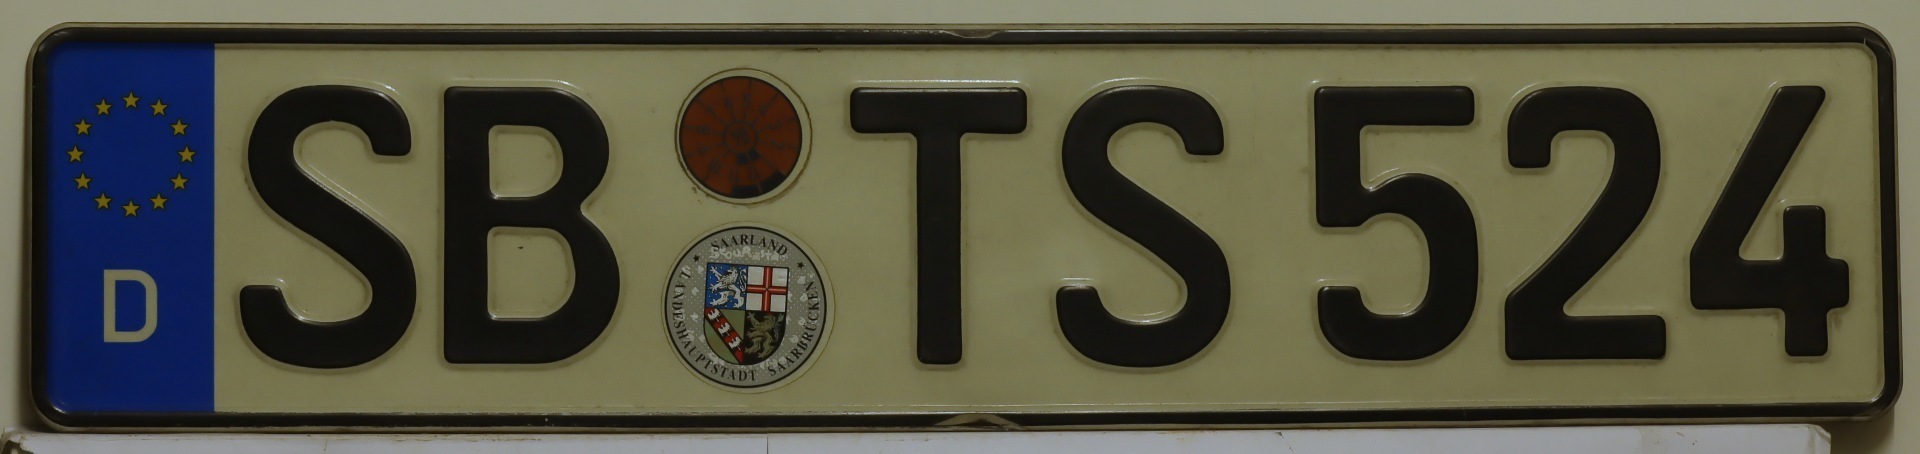 D SB TS 524
SAARLAND
LANDESHAUPTSTADT SAARBRÜCKEN